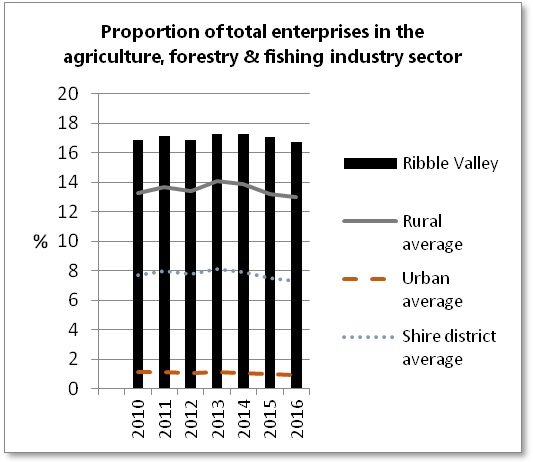 Proportion of total enterprises in the
agriculture, forestry & fishing industry sector
20
18
16
14
12
10
8
6
4
2
0
%
2010
2011
2012
2013
2014
2015
2016
Ribble Valley
Rural
average
Urban
average
Shire district
average